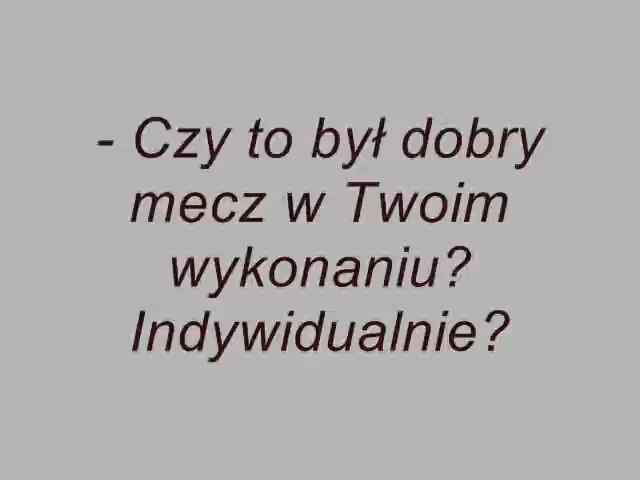 - Czy to był dobry
mecz w Twoim
wykonaniu?
Indywidualnie?